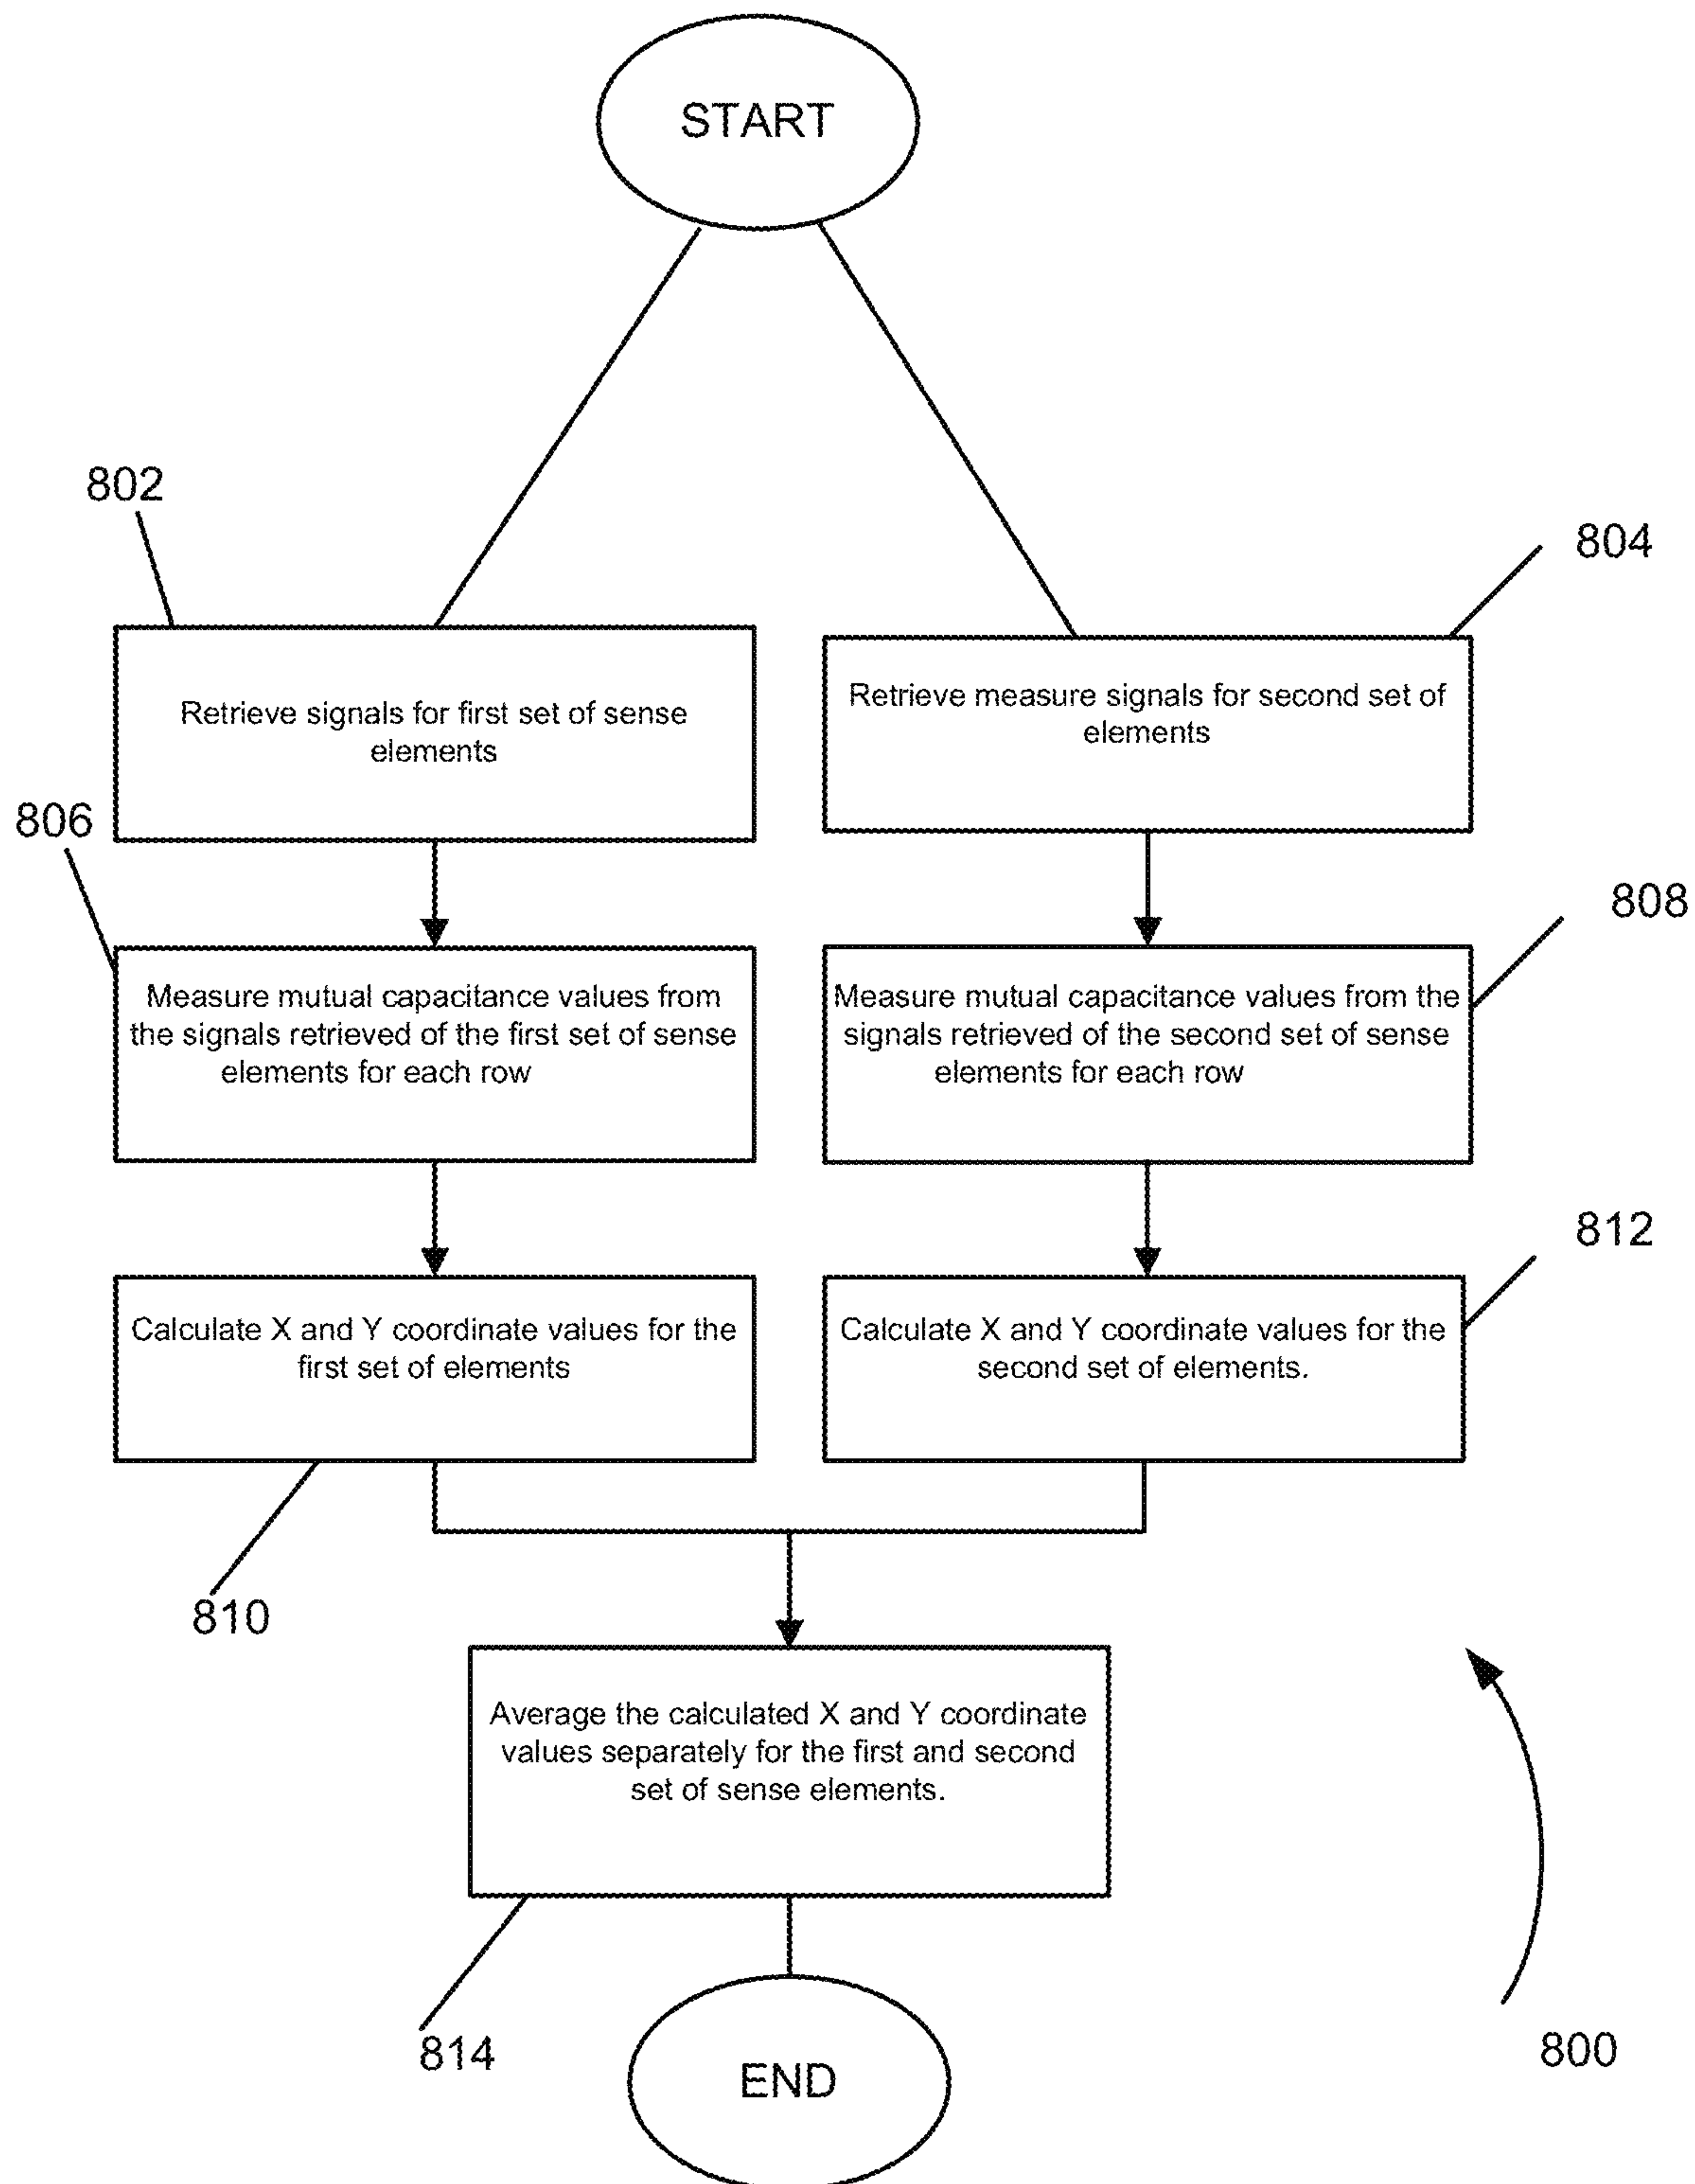 START
802
804
Retrieve signals for first set of sense
elements
Retrieve measure signals for second set of
elements
806
808
Measure mutual capacitance values from
the signals retrieved of the first set of sense
elements for each row
Measure mutual capacitance values from the
signals retrieved of the second set of sense
elements for each row
812
Calculate X and Y coordinate values for the
first set of elements
Calculate X and Y coordinate values for the
second set of elements.
810
Average the calculated X and Y coordinate
values separately for the first and second
set of sense elements.
814
800
END